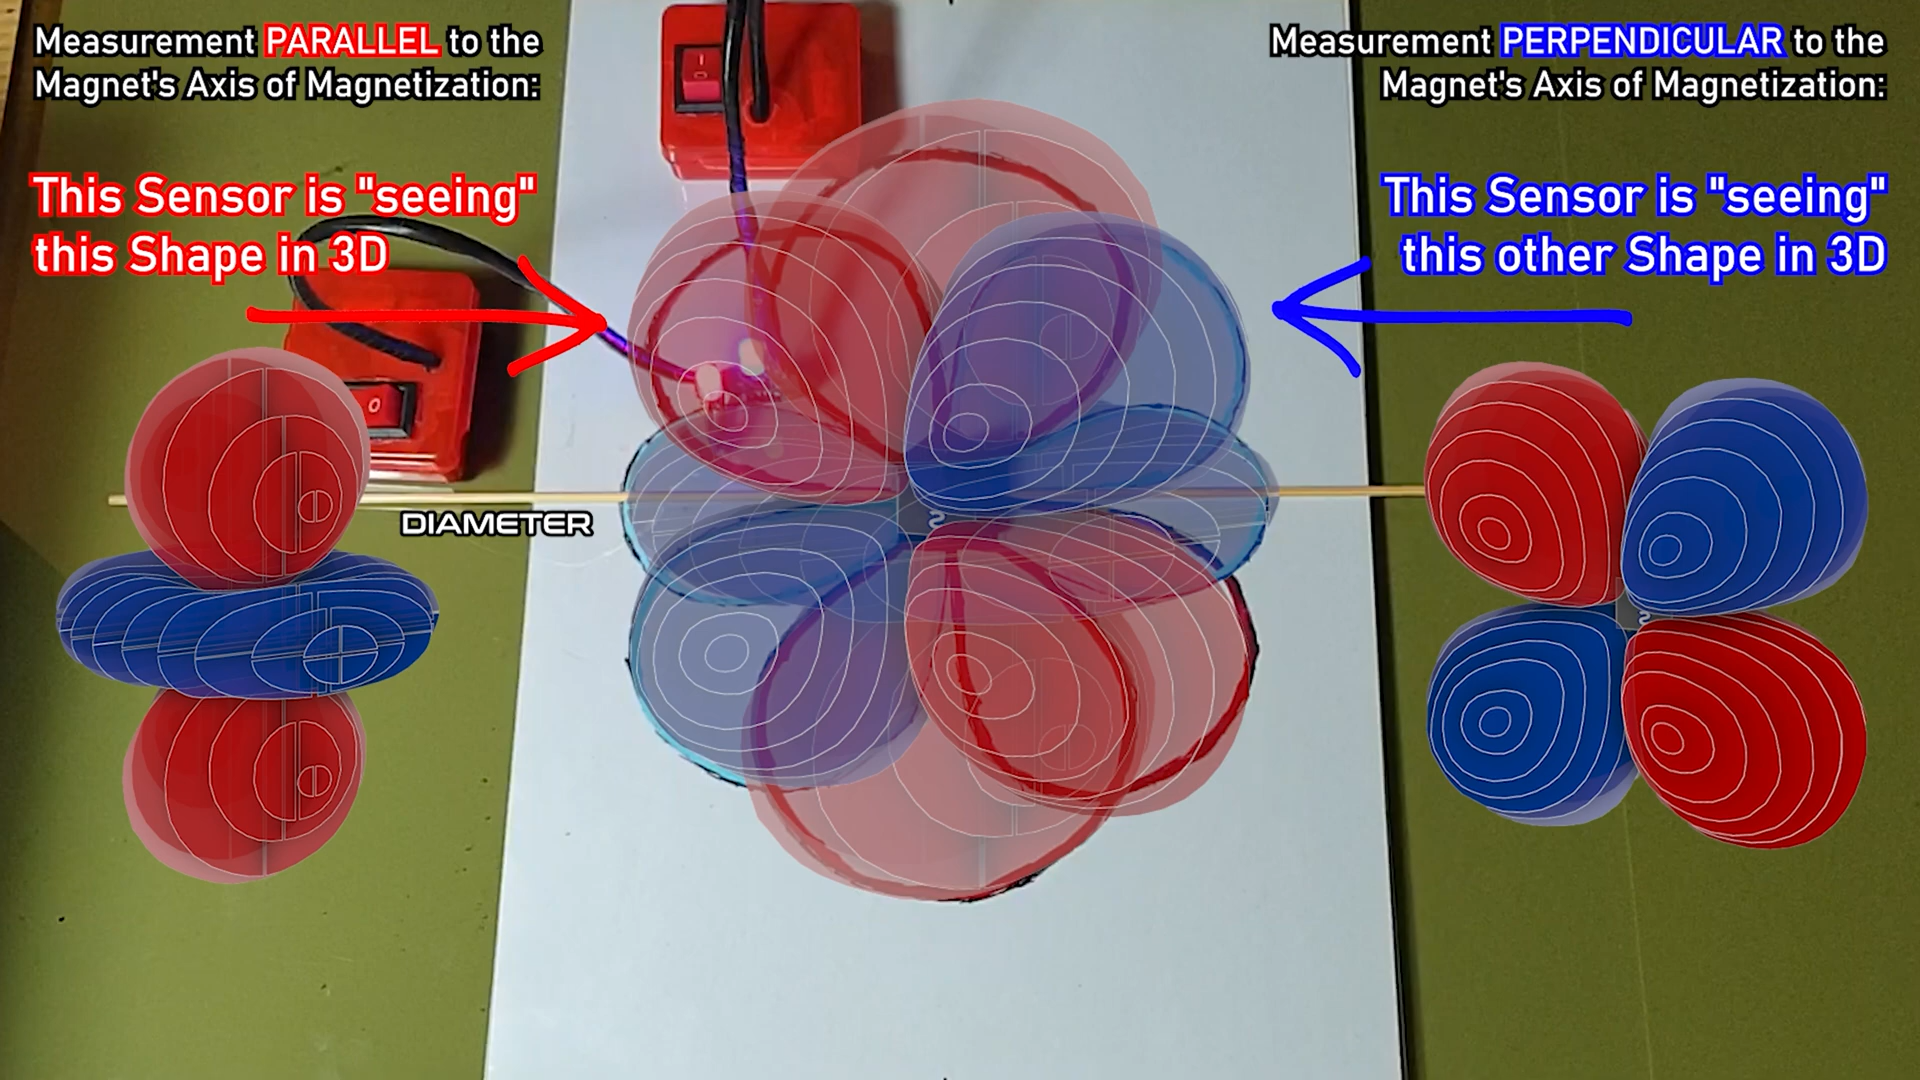 Measurement PARALLEL to the
Magnet's Axis of Magnetization:
Measurement PERPENDICULAR to the
Magnet's Axis of Magnetization:
This Sensor is "seeing"
this Shape in 3D
This Sensor is "seeing"
this other Shape in 3D
DIAMETER